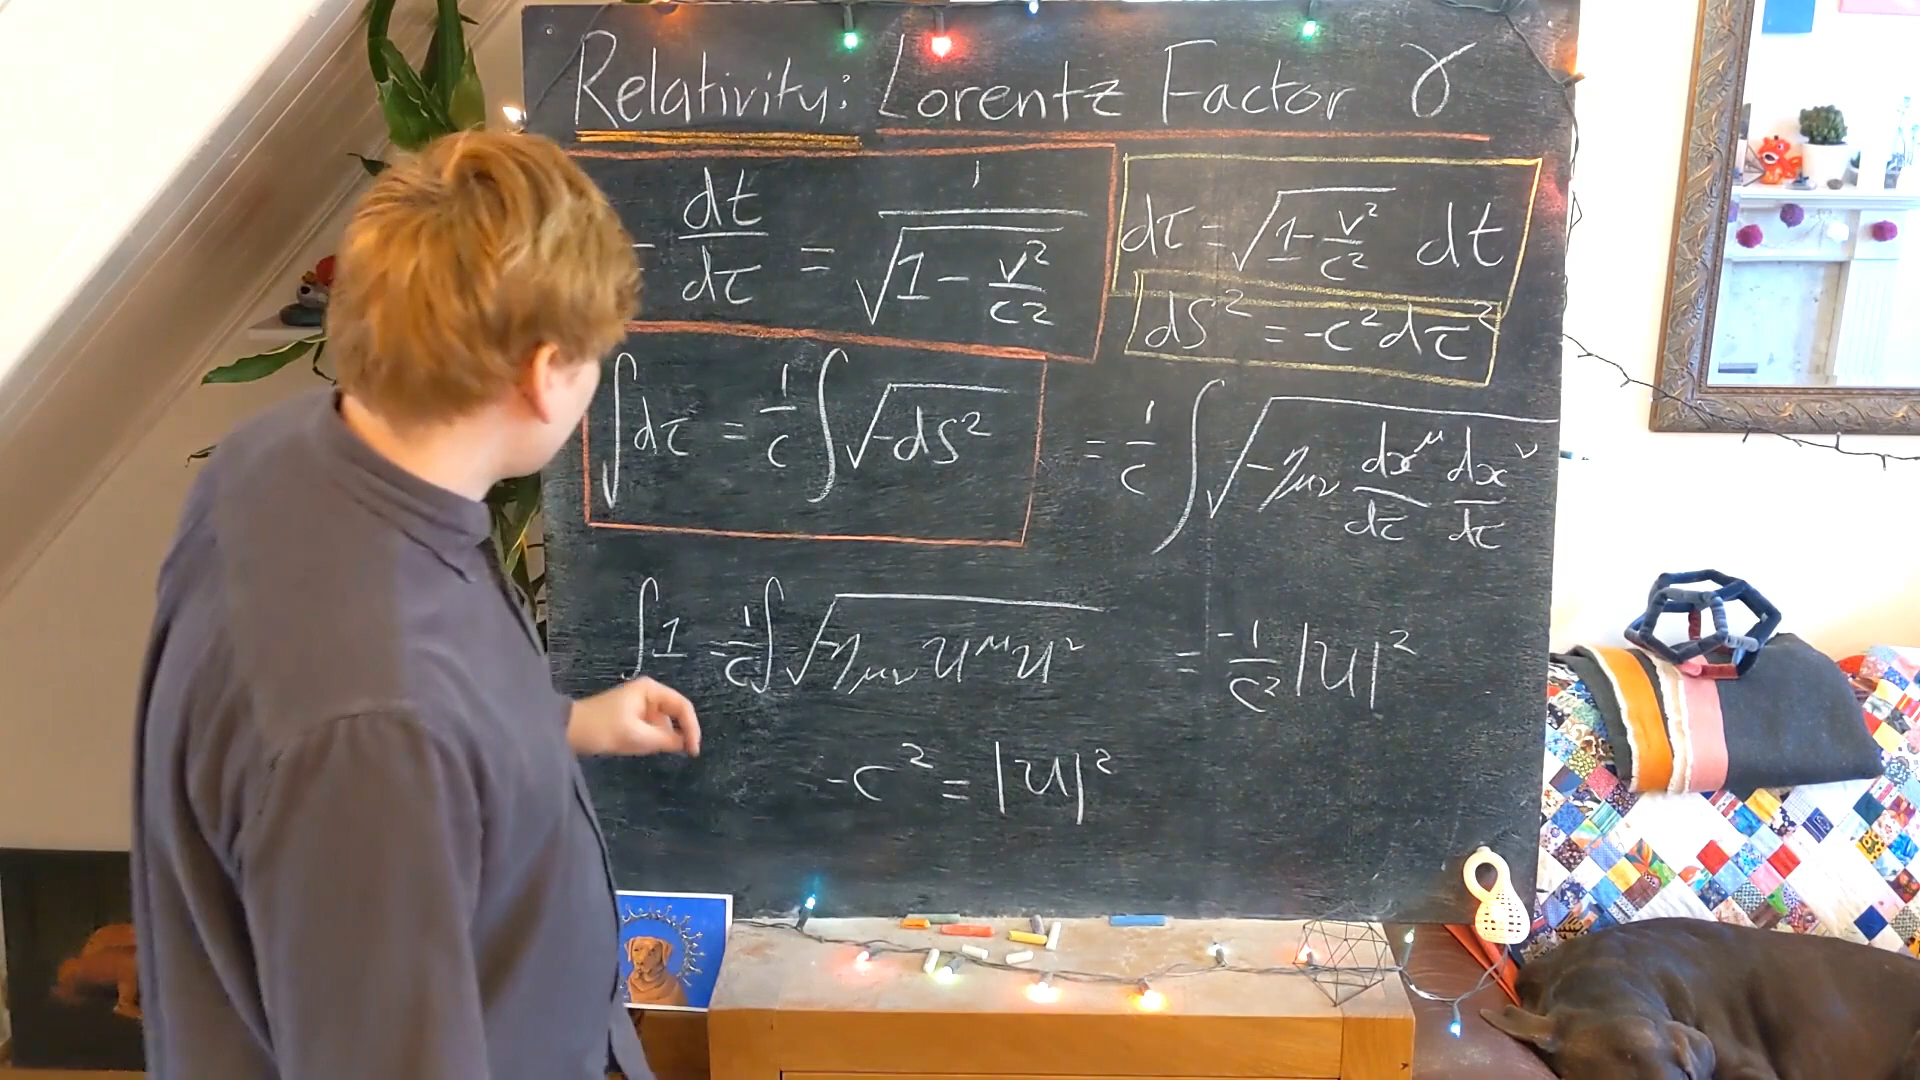 Relativity: Lorentz Factor γ
dt/dτ = 1/√(1 - v²/c²)
dτ = √(1 - v²/c²) dt
dS² = -c²dτ²
∫dτ = 1/c ∫√-dS²
= 1/c ∫√(-η_μν dx^μ/dτ dx^ν/dτ)
∫1 = 1/c ∫√(-η_μν U^μ U^ν)
= -1/c² |U|²
-c² = |U|²